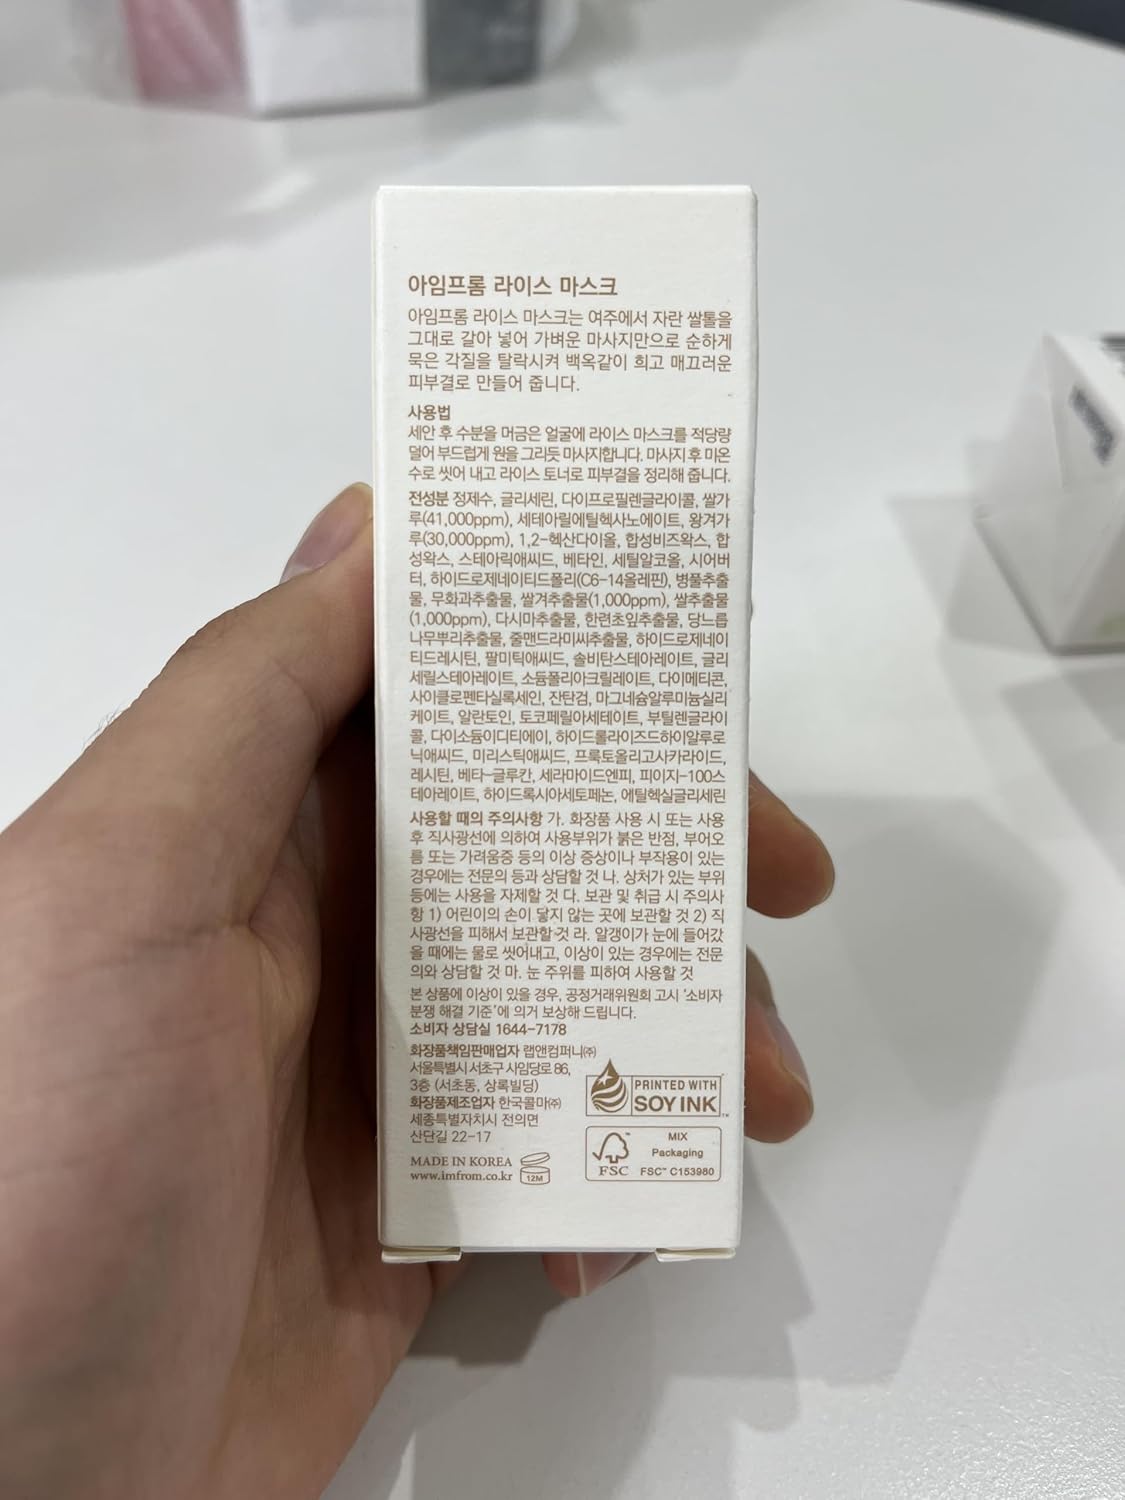 아임프롬 라이스 마스크
아임프롬 라이스 마스크는 여주에서 자란 쌀톨을
그대로 갈아 넣어 가벼운 마사지만으로 순하게
묵은 각질을 탈락시켜 백옥같이 희고 매끄러운
피부결로 만들어 줍니다.
사용법
세안 후 수분을 머금은 얼굴에 라이스 마스크를 적당량
덜어 부드럽게 원을 그리듯 마사지합니다. 마사지 후 미온
수로 씻어 내고 라이스 토너로 피부결을 정리해 줍니다.
전성분 정제수, 글리세린, 다이프로필렌글라이콜, 쌀가
루(41,000ppm), 세테아릴에틸헥사노에이트, 왕겨가
루(30,000ppm), 1,2-헥산다이올, 합성비즈왁스, 합
성왁스, 스테아릭애씨드, 베타인, 세틸알코올, 시어버
터, 하이드로제네이티드폴리(C6-14올레핀), 병풀추출
물, 무화과추출물, 쌀겨추출물(1,000ppm), 쌀추출물
(1,000ppm), 다시마추출물, 한련초잎추출물, 당느릅
나무뿌리추출물, 줄맨드라미씨추출물, 하이드로제네이
티드레시틴, 팔미틱애씨드, 솔비탄스테아레이트, 글리
세릴스테아레이트, 소듐폴리아크릴레이트, 다이메티콘,
사이클로펜타실록세인, 잔탄검, 마그네슘알루미늄실리
케이트, 알란토인, 토코페릴아세테이트, 부틸렌글라이
콜, 다이소듐이디티에이, 하이드롤라이즈드하이알루로
닉애씨드, 미리스틱애씨드, 프룩토올리고사카라이드,
레시틴, 베타-글루칸, 세라마이드엔피, 피이지-100스
테아레이트, 하이드록시아세토페논, 에틸헥실글리세린
사용할 때의 주의사항 가. 화장품 사용 시 또는 사용
후 직사광선에 의하여 사용부위가 붉은 반점, 부어오
름 또는 가려움증 등의 이상 증상이나 부작용이 있는
경우에는 전문의 등과 상담할 것 나. 상처가 있는 부위
등에는 사용을 자제할 것 다. 보관 및 취급 시 주의사
항 1) 어린이의 손이 닿지 않는 곳에 보관할 것 2) 직
사광선을 피해서 보관할 것 라. 알갱이가 눈에 들어갔
을 때에는 물로 씻어내고, 이상이 있는 경우에는 전문
의와 상담할 것 마. 눈 주위를 피하여 사용할 것
본 상품에 이상이 있을 경우, 공정거래위원회 고시 '소비자
분쟁 해결 기준'에 의거 보상해 드립니다.
소비자 상담실 1644-7178
화장품책임판매업자 랩앤컴퍼니㈜
서울특별시 서초구 사임당로 86,
3층 (서초동, 상록빌딩)
화장품제조업자 한국콜마㈜
세종특별자치시 전의면
산단길 22-17
MADE IN KOREA
www.imfrom.co.kr
12M
PRINTED WITH
SOY INK™
FSC™
MIX
Packaging
FSC™ C153980